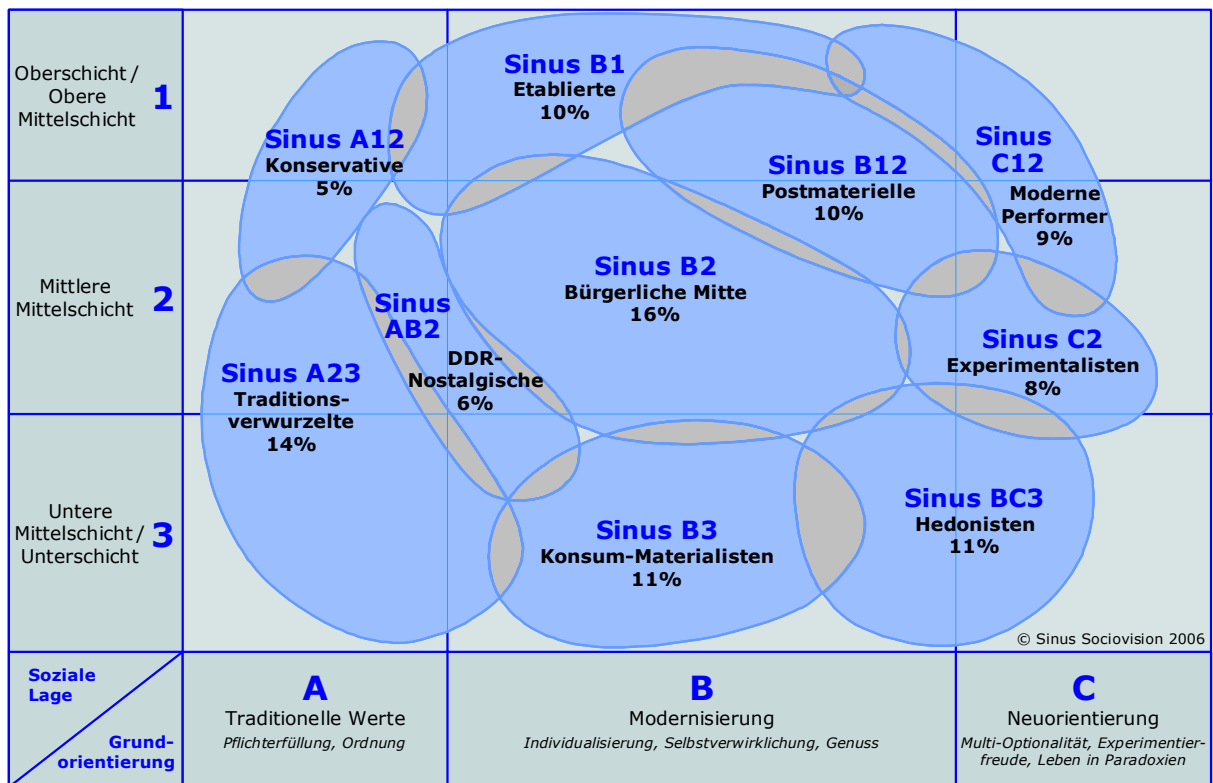 Oberschicht /
Obere
Mittelschicht
1
Mittlere
Mittelschicht
2
Untere
Mittelschicht /
Unterschicht
3
Sinus B1
Etablierte
10%
Sinus A12
Konservative
5%
Sinus B12
Postmaterielle
10%
Sinus
C12
Moderne
Performer
9%
Sinus B2
Bürgerliche Mitte
16%
Sinus
AB2
DDR-
Nostalgische
6%
Sinus A23
Traditions-
verwurzelte
14%
Sinus C2
Experimentalisten
8%
Sinus B3
Konsum-Materialisten
11%
Sinus BC3
Hedonisten
11%
© Sinus Sociovision 2006
Soziale
Lage
Grund-
orientierung
A
Traditionelle Werte
Pflichterfüllung, Ordnung
B
Modernisierung
Individualisierung, Selbstverwirklichung, Genuss
C
Neuorientierung
Multi-Optionalität, Experimentier-
freude, Leben in Paradoxien